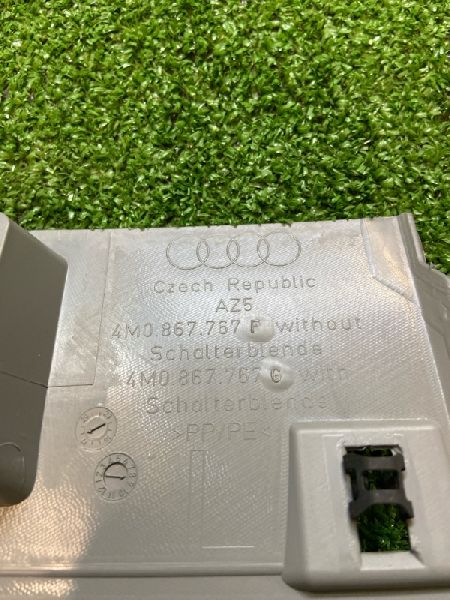 Czech Republic
AZ5
4M0.867.767 F without
Schalterblende
4M0.867.767 G with
Schalterblende
>PP/PE<